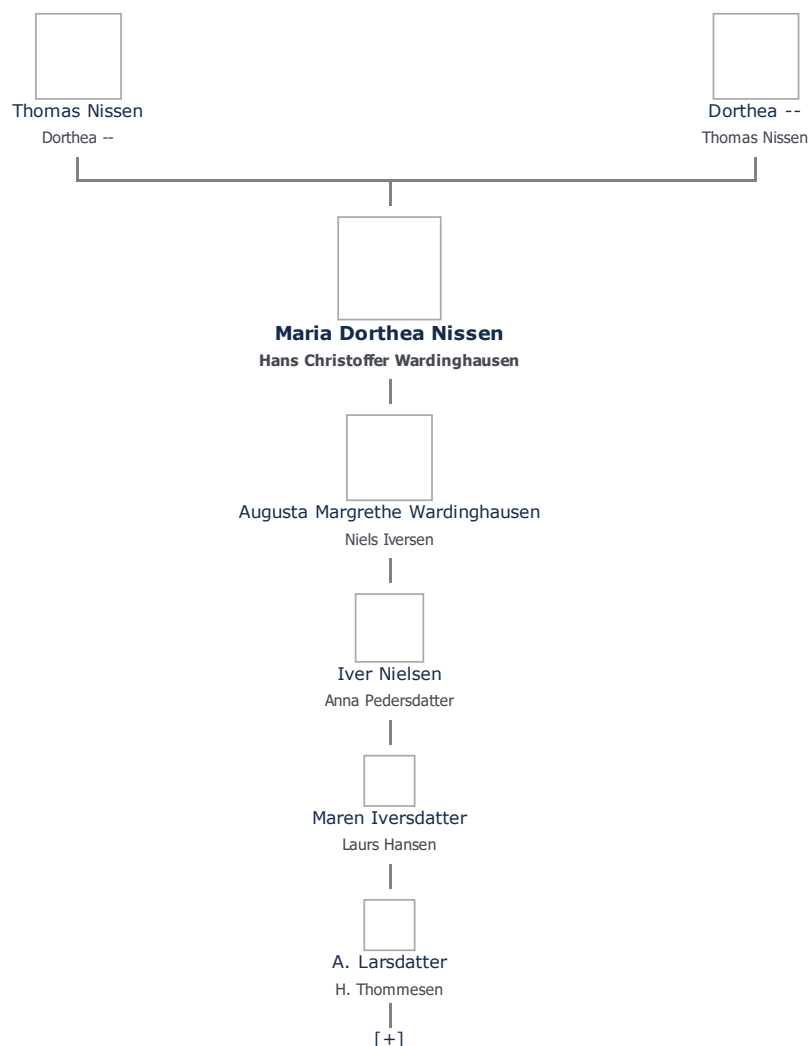 Thomas Nissen
Dorthea --
Dorthea --
Thomas Nissen
Maria Dorthea Nissen
Hans Christoffer Wardinghausen
Augusta Margrethe Wardinghausen
Niels Iversen
Iver Nielsen
Anna Pedersdatter
Maren Iversdatter
Laurs Hansen
A. Larsdatter
H. Thommesen
[+]